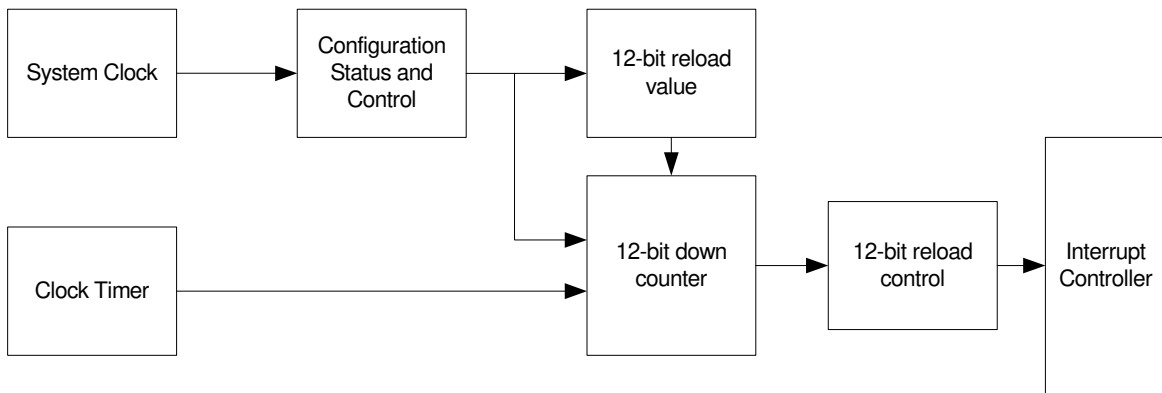 System Clock
Configuration
Status and
Control
12-bit reload
value
Clock Timer
12-bit down
counter
12-bit reload
control
Interrupt
Controller